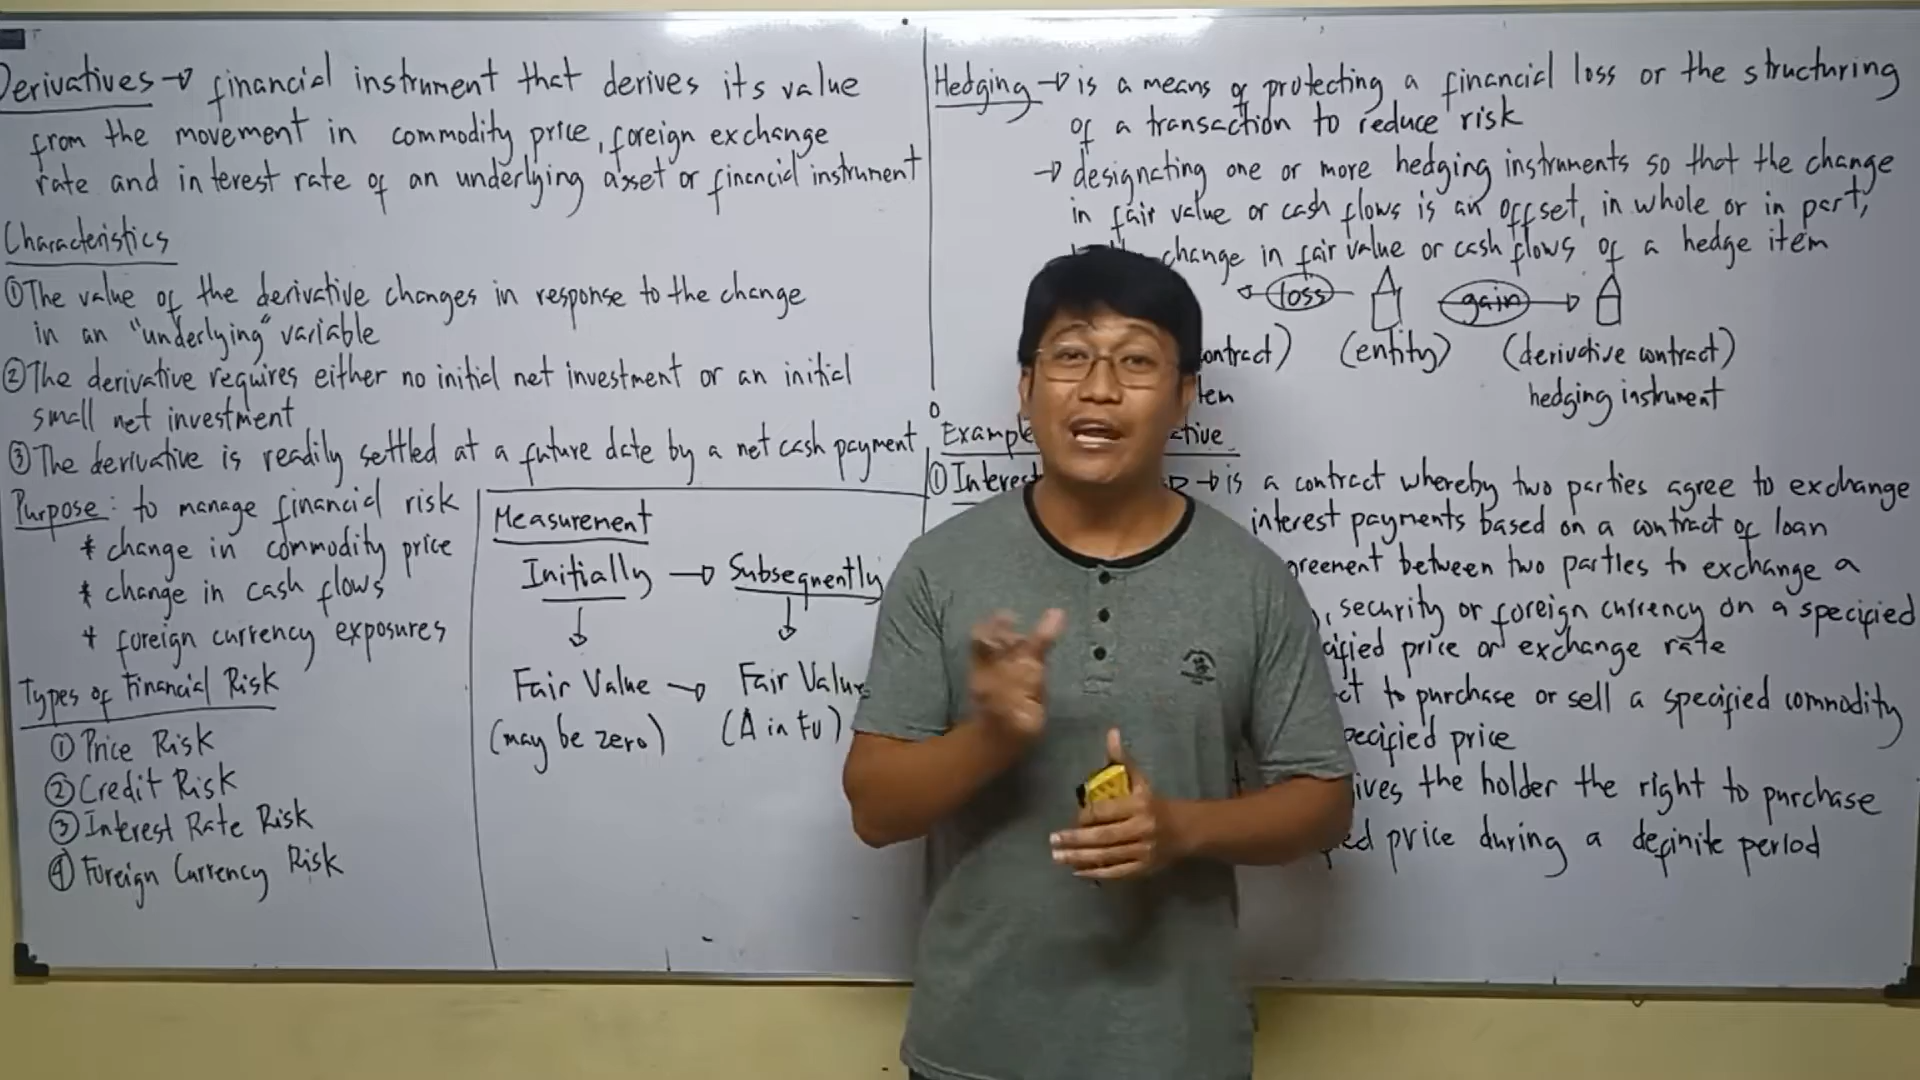 Derivatives → financial instrument that derives its value
from the movement in commodity price, foreign exchange
rate and interest rate of an underlying asset or financial instrument
Characteristics
① The value of the derivative changes in response to the change
in an "underlying" variable
② The derivative requires either no initial net investment or an initial
small net investment
③ The derivative is readily settled at a future date by a net cash payment
Purpose: to manage financial risk
* change in commodity price
* change in cash flows
* foreign currency exposures
Types of Financial Risk
① Price Risk
② Credit Risk
③ Interest Rate Risk
④ Foreign Currency Risk
Measurement
Initially → Subseqnently
Fair Value → Fair Value
(may be zero) (Δ in FV)
Hedging → is a means of protecting a financial loss or the structuring
of a transaction to reduce risk
→ designating one or more hedging instruments so that the change
in fair value or cash flows is an offset, in whole or in part,
change in fair value or cash flows of a hedge item
loss gain
(entity) (derivative contract)
hedging instrument
Example
① Interest → is a contract whereby two parties agree to exchange
interest payments based on a contract of loan
between two parties to exchange a
, security or foreign currency on a specified
price or exchange rate
to purchase or sell a specified commodity
price
the holder the right to purchase
price during a definite period